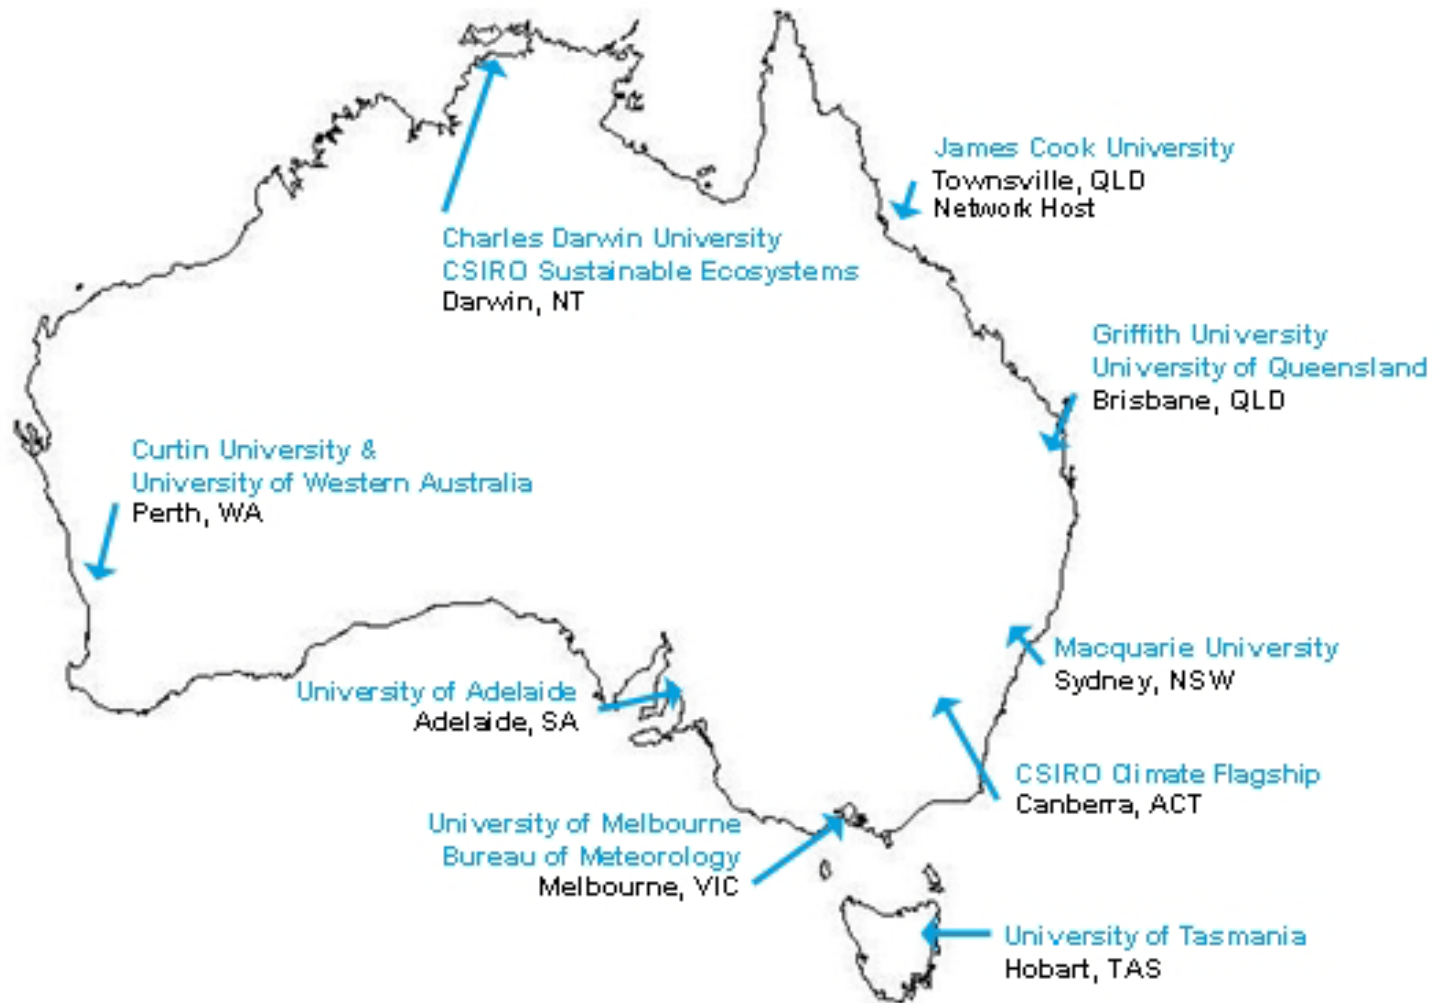 James Cook University
Townsville, QLD
Network Host
Charles Darwin University
CSIRO Sustainable Ecosystems
Darwin, NT
Griffith University
University of Queensland
Brisbane, QLD
Curtin University &
University of Western Australia
Perth, WA
Macquarie University
Sydney, NSW
University of Adelaide
Adelaide, SA
CSIRO Climate Flagship
Canberra, ACT
University of Melbourne
Bureau of Meteorology
Melbourne, VIC
University of Tasmania
Hobart, TAS